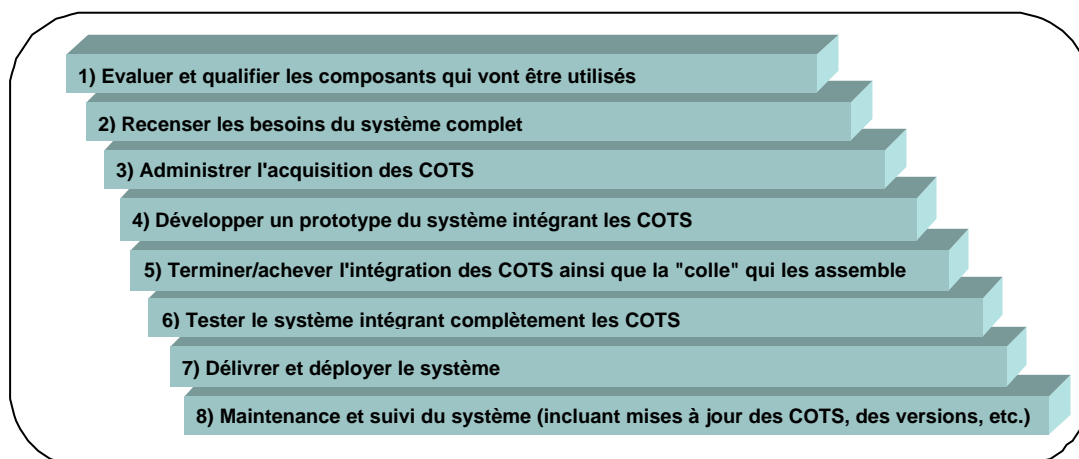 1) Evaluer et qualifier les composants qui vont être utilisés
2) Recenser les besoins du système complet
3) Administrer l'acquisition des COTS
4) Développer un prototype du système intégrant les COTS
5) Terminer/achever l'intégration des COTS ainsi que la "colle" qui les assemble
6) Tester le système intégrant complètement les COTS
7) Délivrer et déployer le système
8) Maintenance et suivi du système (incluant mises à jour des COTS, des versions, etc.)